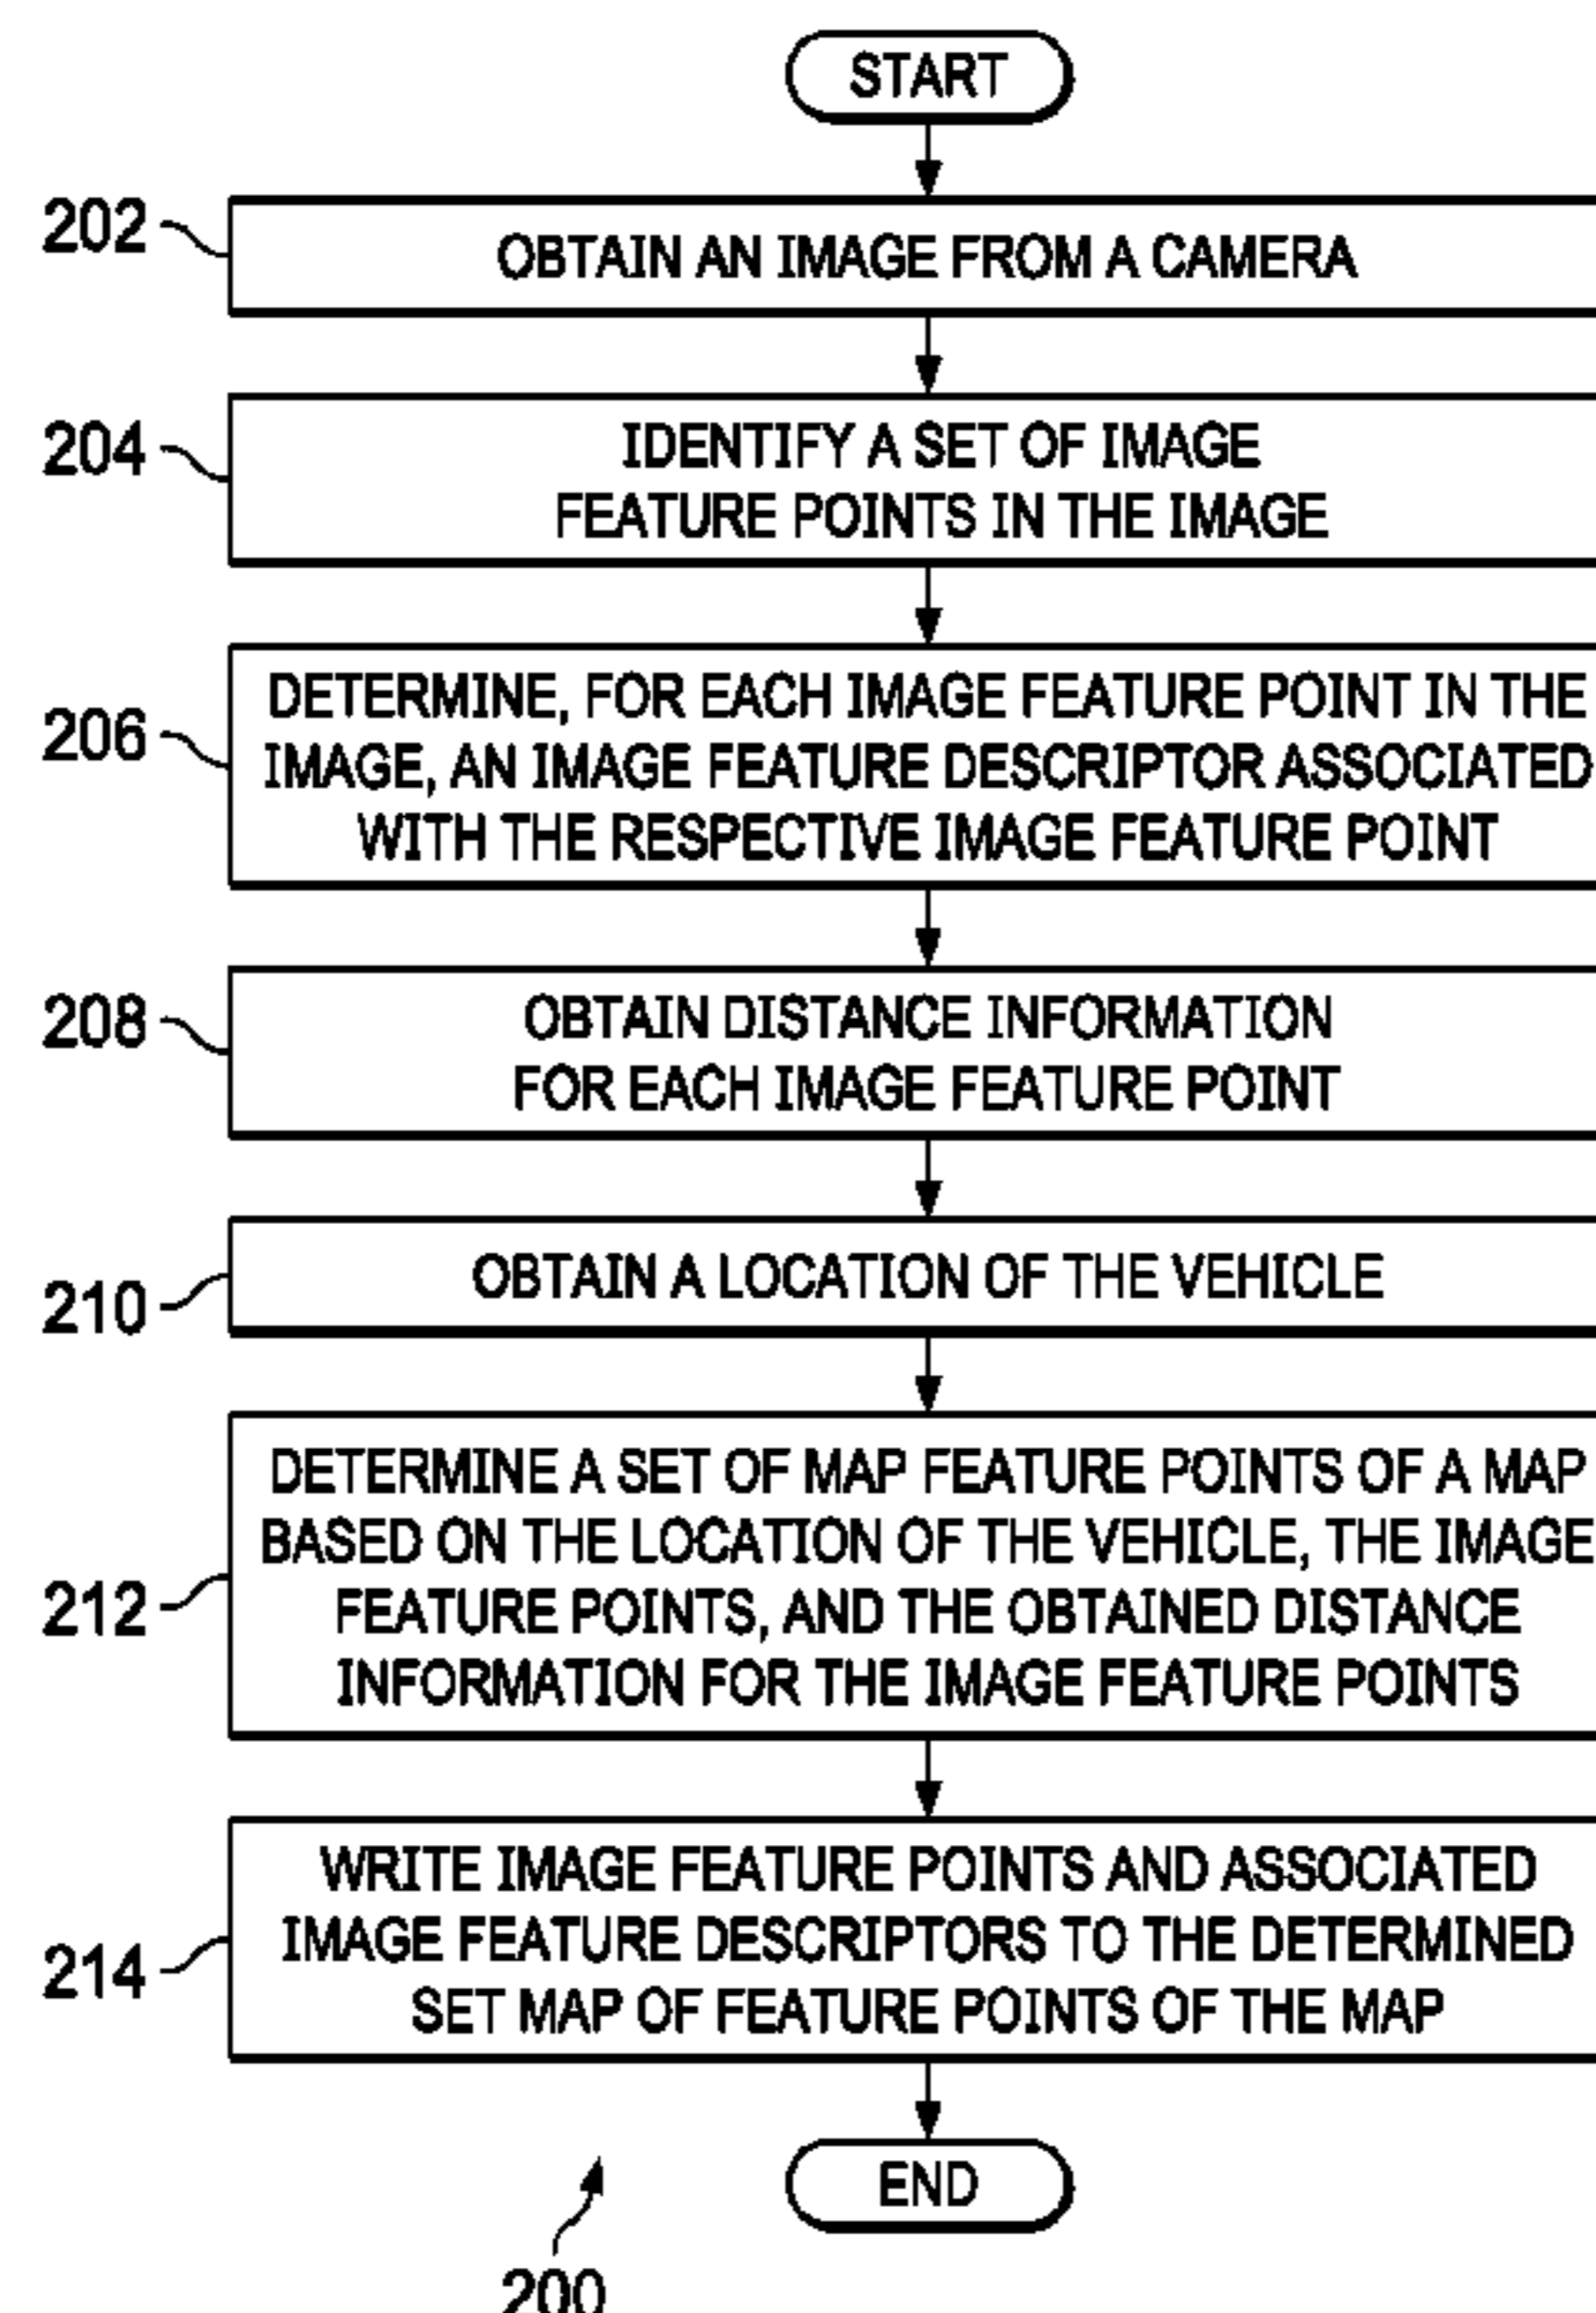 START
202
OBTAIN AN IMAGE FROM A CAMERA
204
IDENTIFY A SET OF IMAGE
FEATURE POINTS IN THE IMAGE
206
DETERMINE, FOR EACH IMAGE FEATURE POINT IN THE
IMAGE, AN IMAGE FEATURE DESCRIPTOR ASSOCIATED
WITH THE RESPECTIVE IMAGE FEATURE POINT
208
OBTAIN DISTANCE INFORMATION
FOR EACH IMAGE FEATURE POINT
210
OBTAIN A LOCATION OF THE VEHICLE
212
DETERMINE A SET OF MAP FEATURE POINTS OF A MAP
BASED ON THE LOCATION OF THE VEHICLE, THE IMAGE
FEATURE POINTS, AND THE OBTAINED DISTANCE
INFORMATION FOR THE IMAGE FEATURE POINTS
214
WRITE IMAGE FEATURE POINTS AND ASSOCIATED
IMAGE FEATURE DESCRIPTORS TO THE DETERMINED
SET MAP OF FEATURE POINTS OF THE MAP
END
200